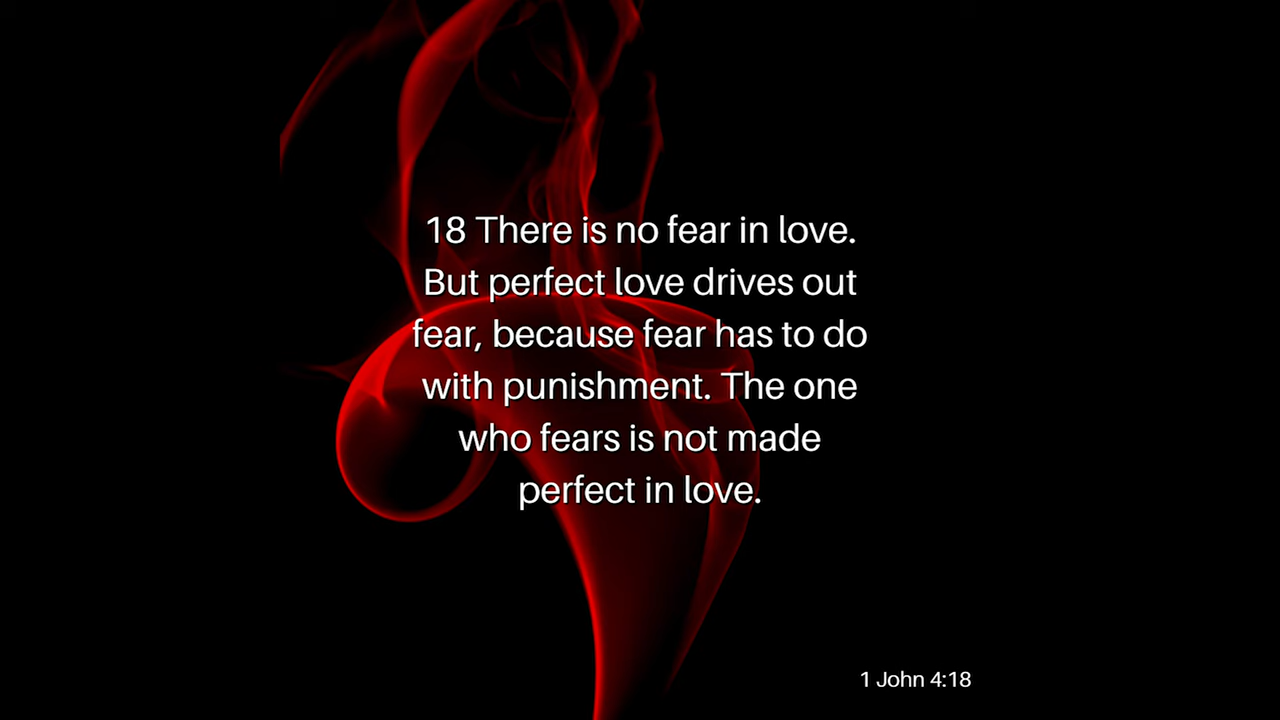 18 There is no fear in love.
But perfect love drives out
fear, because fear has to do
with punishment. The one
who fears is not made
perfect in love.
1 John 4:18